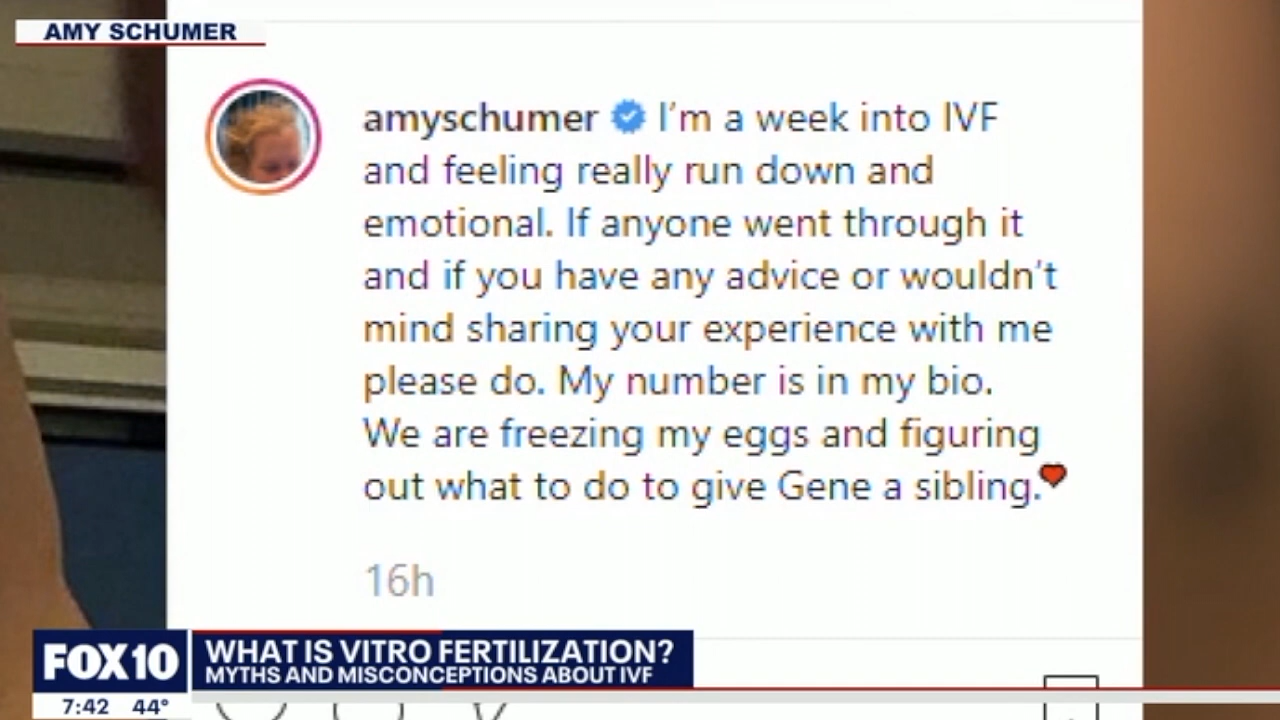 AMY SCHUMER
amyschumer I'm a week into IVF
and feeling really run down and
emotional. If anyone went through it
and if you have any advice or wouldn't
mind sharing your experience with me
please do. My number is in my bio.
We are freezing my eggs and figuring
out what to do to give Gene a sibling.❤
16h
FOX 10
WHAT IS VITRO FERTILIZATION?
MYTHS AND MISCONCEPTIONS ABOUT IVF
7:42 44°